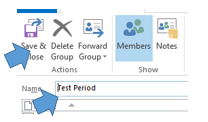 Save & Delete Forward Members Notes
Close Group Group
Actions Show
Name Test Period